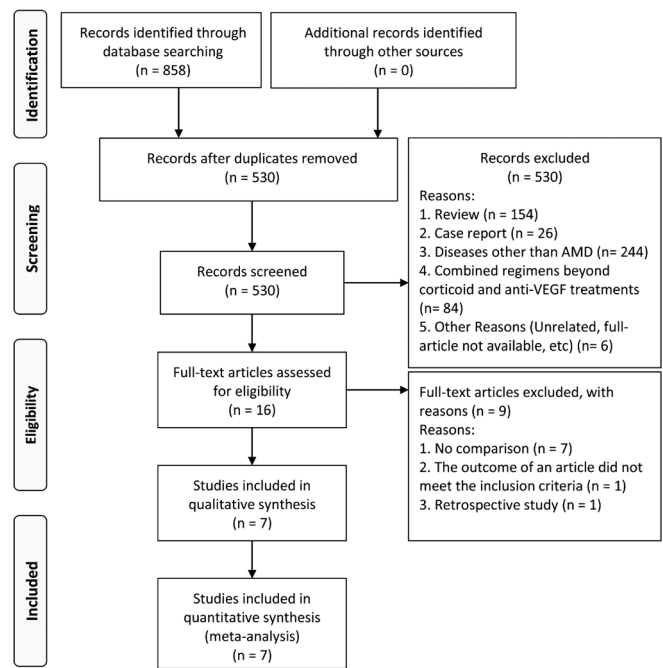 Identification
Records identified through
database searching
(n = 858)
Additional records identified
through other sources
(n = 0)
Records after duplicates removed
(n = 530)
Screening
Records screened
(n = 530)
Records excluded
(n = 530)
Reasons:
1. Review (n = 154)
2. Case report (n = 26)
3. Diseases other than AMD (n= 244)
4. Combined regimens beyond
corticoid and anti-VEGF treatments
(n= 84)
5. Other Reasons (Unrelated, full-
article not available, etc) (n= 6)
Eligibility
Full-text articles assessed
for eligibility
(n = 16)
Full-text articles excluded, with
reasons (n = 9)
Reasons:
1. No comparison (n = 7)
2. The outcome of an article did not
meet the inclusion criteria (n = 1)
3. Retrospective study (n = 1)
Studies included in
qualitative synthesis
(n = 7)
Included
Studies included in
quantitative synthesis
(meta-analysis)
(n = 7)